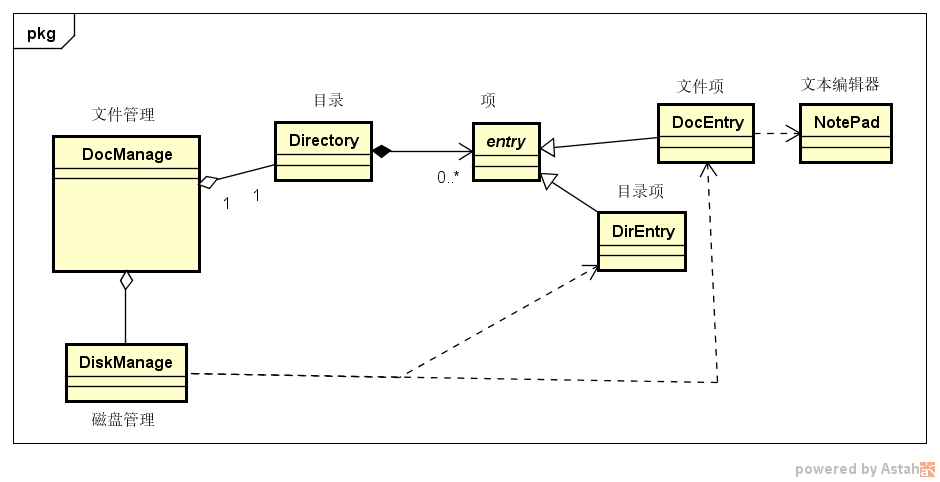 pkg
文件管理
DocManage
目录
Directory
项
entry
文件项
DocEntry
文本编辑器
NotePad
1
1
0..*
目录项
DirEntry
DiskManage
磁盘管理
powered by Astah